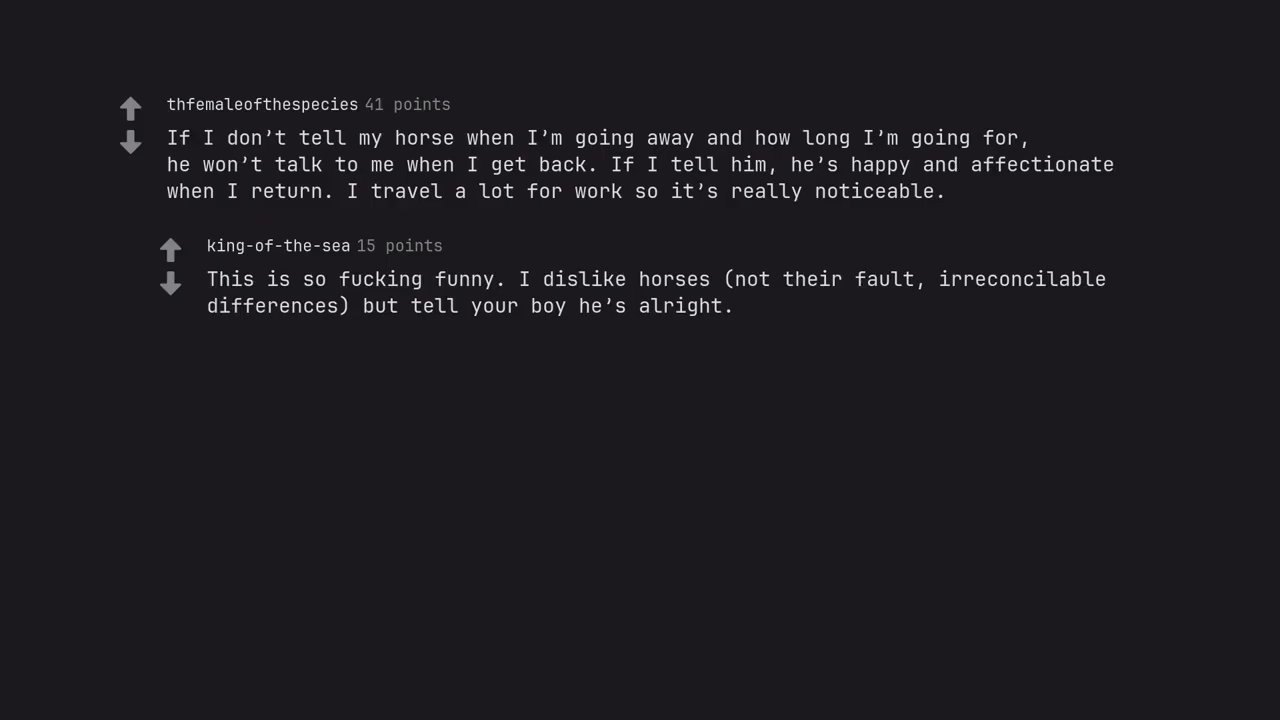 thfemaleofthespecies 41 points
If I don’t tell my horse when I’m going away and how long I’m going for,
he won’t talk to me when I get back. If I tell him, he’s happy and affectionate
when I return. I travel a lot for work so it’s really noticeable.
king-of-the-sea 15 points
This is so fucking funny. I dislike horses (not their fault, irreconcilable
differences) but tell your boy he’s alright.